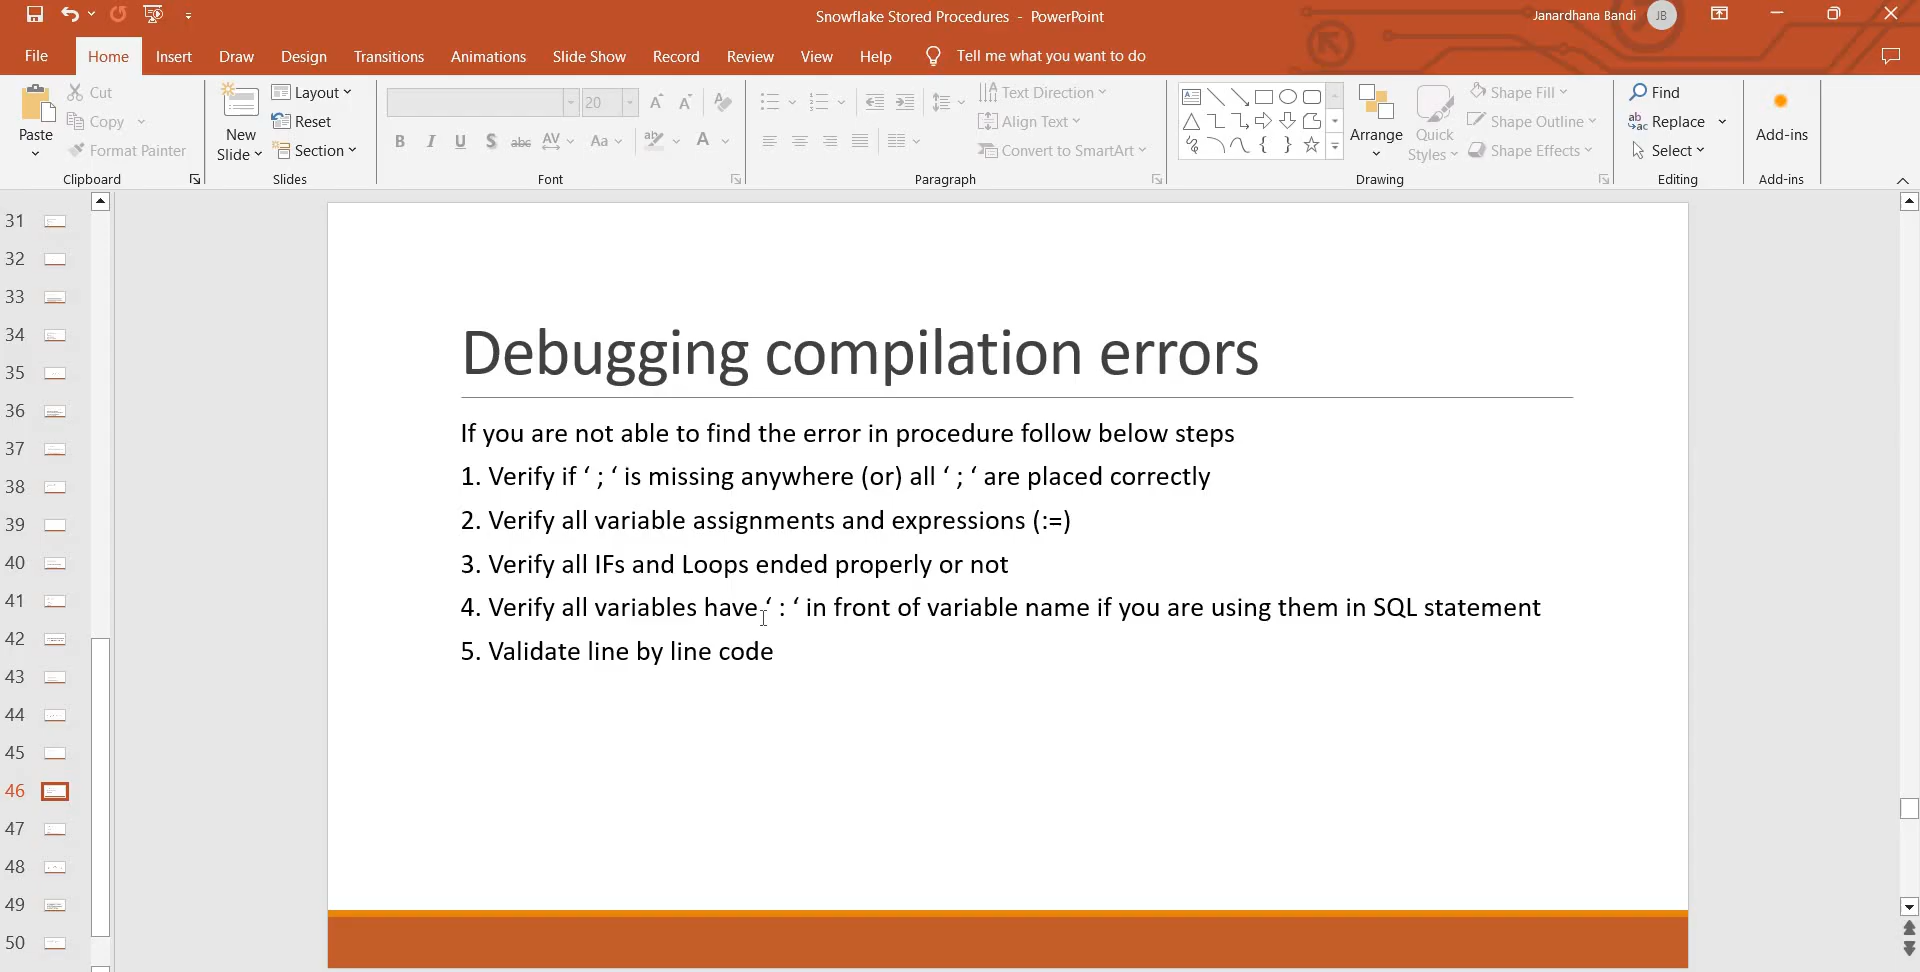 Snowflake Stored Procedures - PowerPoint
Janardhana Bandi JB
File Home Insert Draw Design Transitions Animations Slide Show Record Review View Help Tell me what you want to do
Paste
Cut
Copy
Format Painter
Clipboard
New Slide
Layout
Reset
Section
Slides
20
B I U S abc AV Aa ab A
Font
Text Direction
Align Text
Convert to SmartArt
Paragraph
Arrange
Quick Styles
Shape Fill
Shape Outline
Shape Effects
Drawing
Find
Replace
Select
Editing
Add-ins
Add-ins
31
32
33
34
35
36
37
38
39
40
41
42
43
44
45
46
47
48
49
50
Debugging compilation errors
If you are not able to find the error in procedure follow below steps
1. Verify if ‘ ; ‘ is missing anywhere (or) all ‘ ; ‘ are placed correctly
2. Verify all variable assignments and expressions (:=)
3. Verify all IFs and Loops ended properly or not
4. Verify all variables have ‘ : ‘ in front of variable name if you are using them in SQL statement
5. Validate line by line code